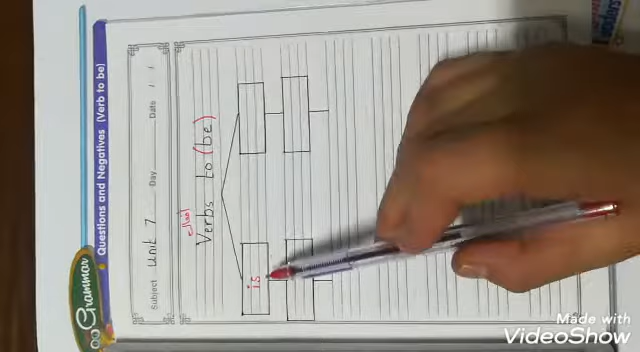 Grammar
Questions and Negatives (Verb to be)
Subject Unit 7 Day Date / /
Verbs to (be)
is
Made with
VideoShow